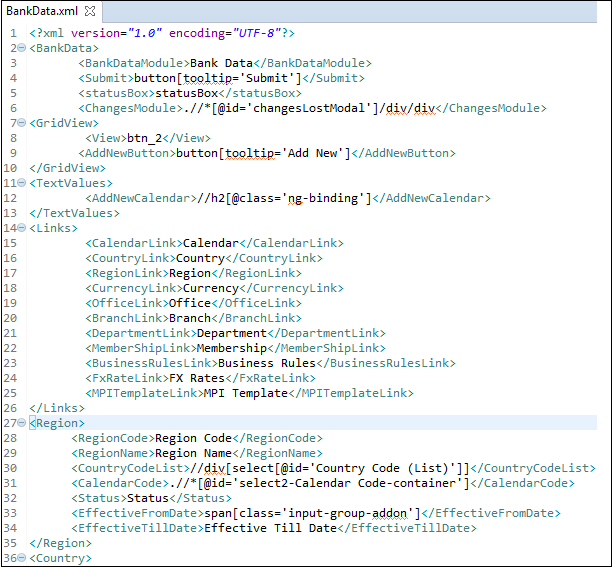 BankData.xml
1 <?xml version="1.0" encoding="UTF-8"?>
2 <BankData>
3 <BankDataModule>Bank Data</BankDataModule>
4 <Submit>button[tooltip='Submit']</Submit>
5 <statusBox>statusBox</statusBox>
6 <ChangesModule>.//*[@id='changesLostModal']/div/div</ChangesModule>
7 <GridView>
8 <View>btn_2</View>
9 <AddNewButton>button[tooltip='Add New']</AddNewButton>
10 </GridView>
11 <TextValues>
12 <AddNewCalendar>//h2[@class='ng-binding']</AddNewCalendar>
13 </TextValues>
14 <Links>
15 <CalendarLink>Calendar</CalendarLink>
16 <CountryLink>Country</CountryLink>
17 <RegionLink>Region</RegionLink>
18 <CurrencyLink>Currency</CurrencyLink>
19 <OfficeLink>Office</OfficeLink>
20 <BranchLink>Branch</BranchLink>
21 <DepartmentLink>Department</DepartmentLink>
22 <MemberShipLink>Membership</MemberShipLink>
23 <BusinessRulesLink>Business Rules</BusinessRulesLink>
24 <FxRateLink>FX Rates</FxRateLink>
25 <MPITemplateLink>MPI Template</MPITemplateLink>
26 </Links>
27 <Region>
28 <RegionCode>Region Code</RegionCode>
29 <RegionName>Region Name</RegionName>
30 <CountryCodeList>//div[select[@id='Country Code (List)']]</CountryCodeList>
31 <CalendarCode>.//*[@id='select2-Calendar Code-container']</CalendarCode>
32 <Status>Status</Status>
33 <EffectiveFromDate>span[class='input-group-addon']</EffectiveFromDate>
34 <EffectiveTillDate>Effective Till Date</EffectiveTillDate>
35 </Region>
36 <Country>